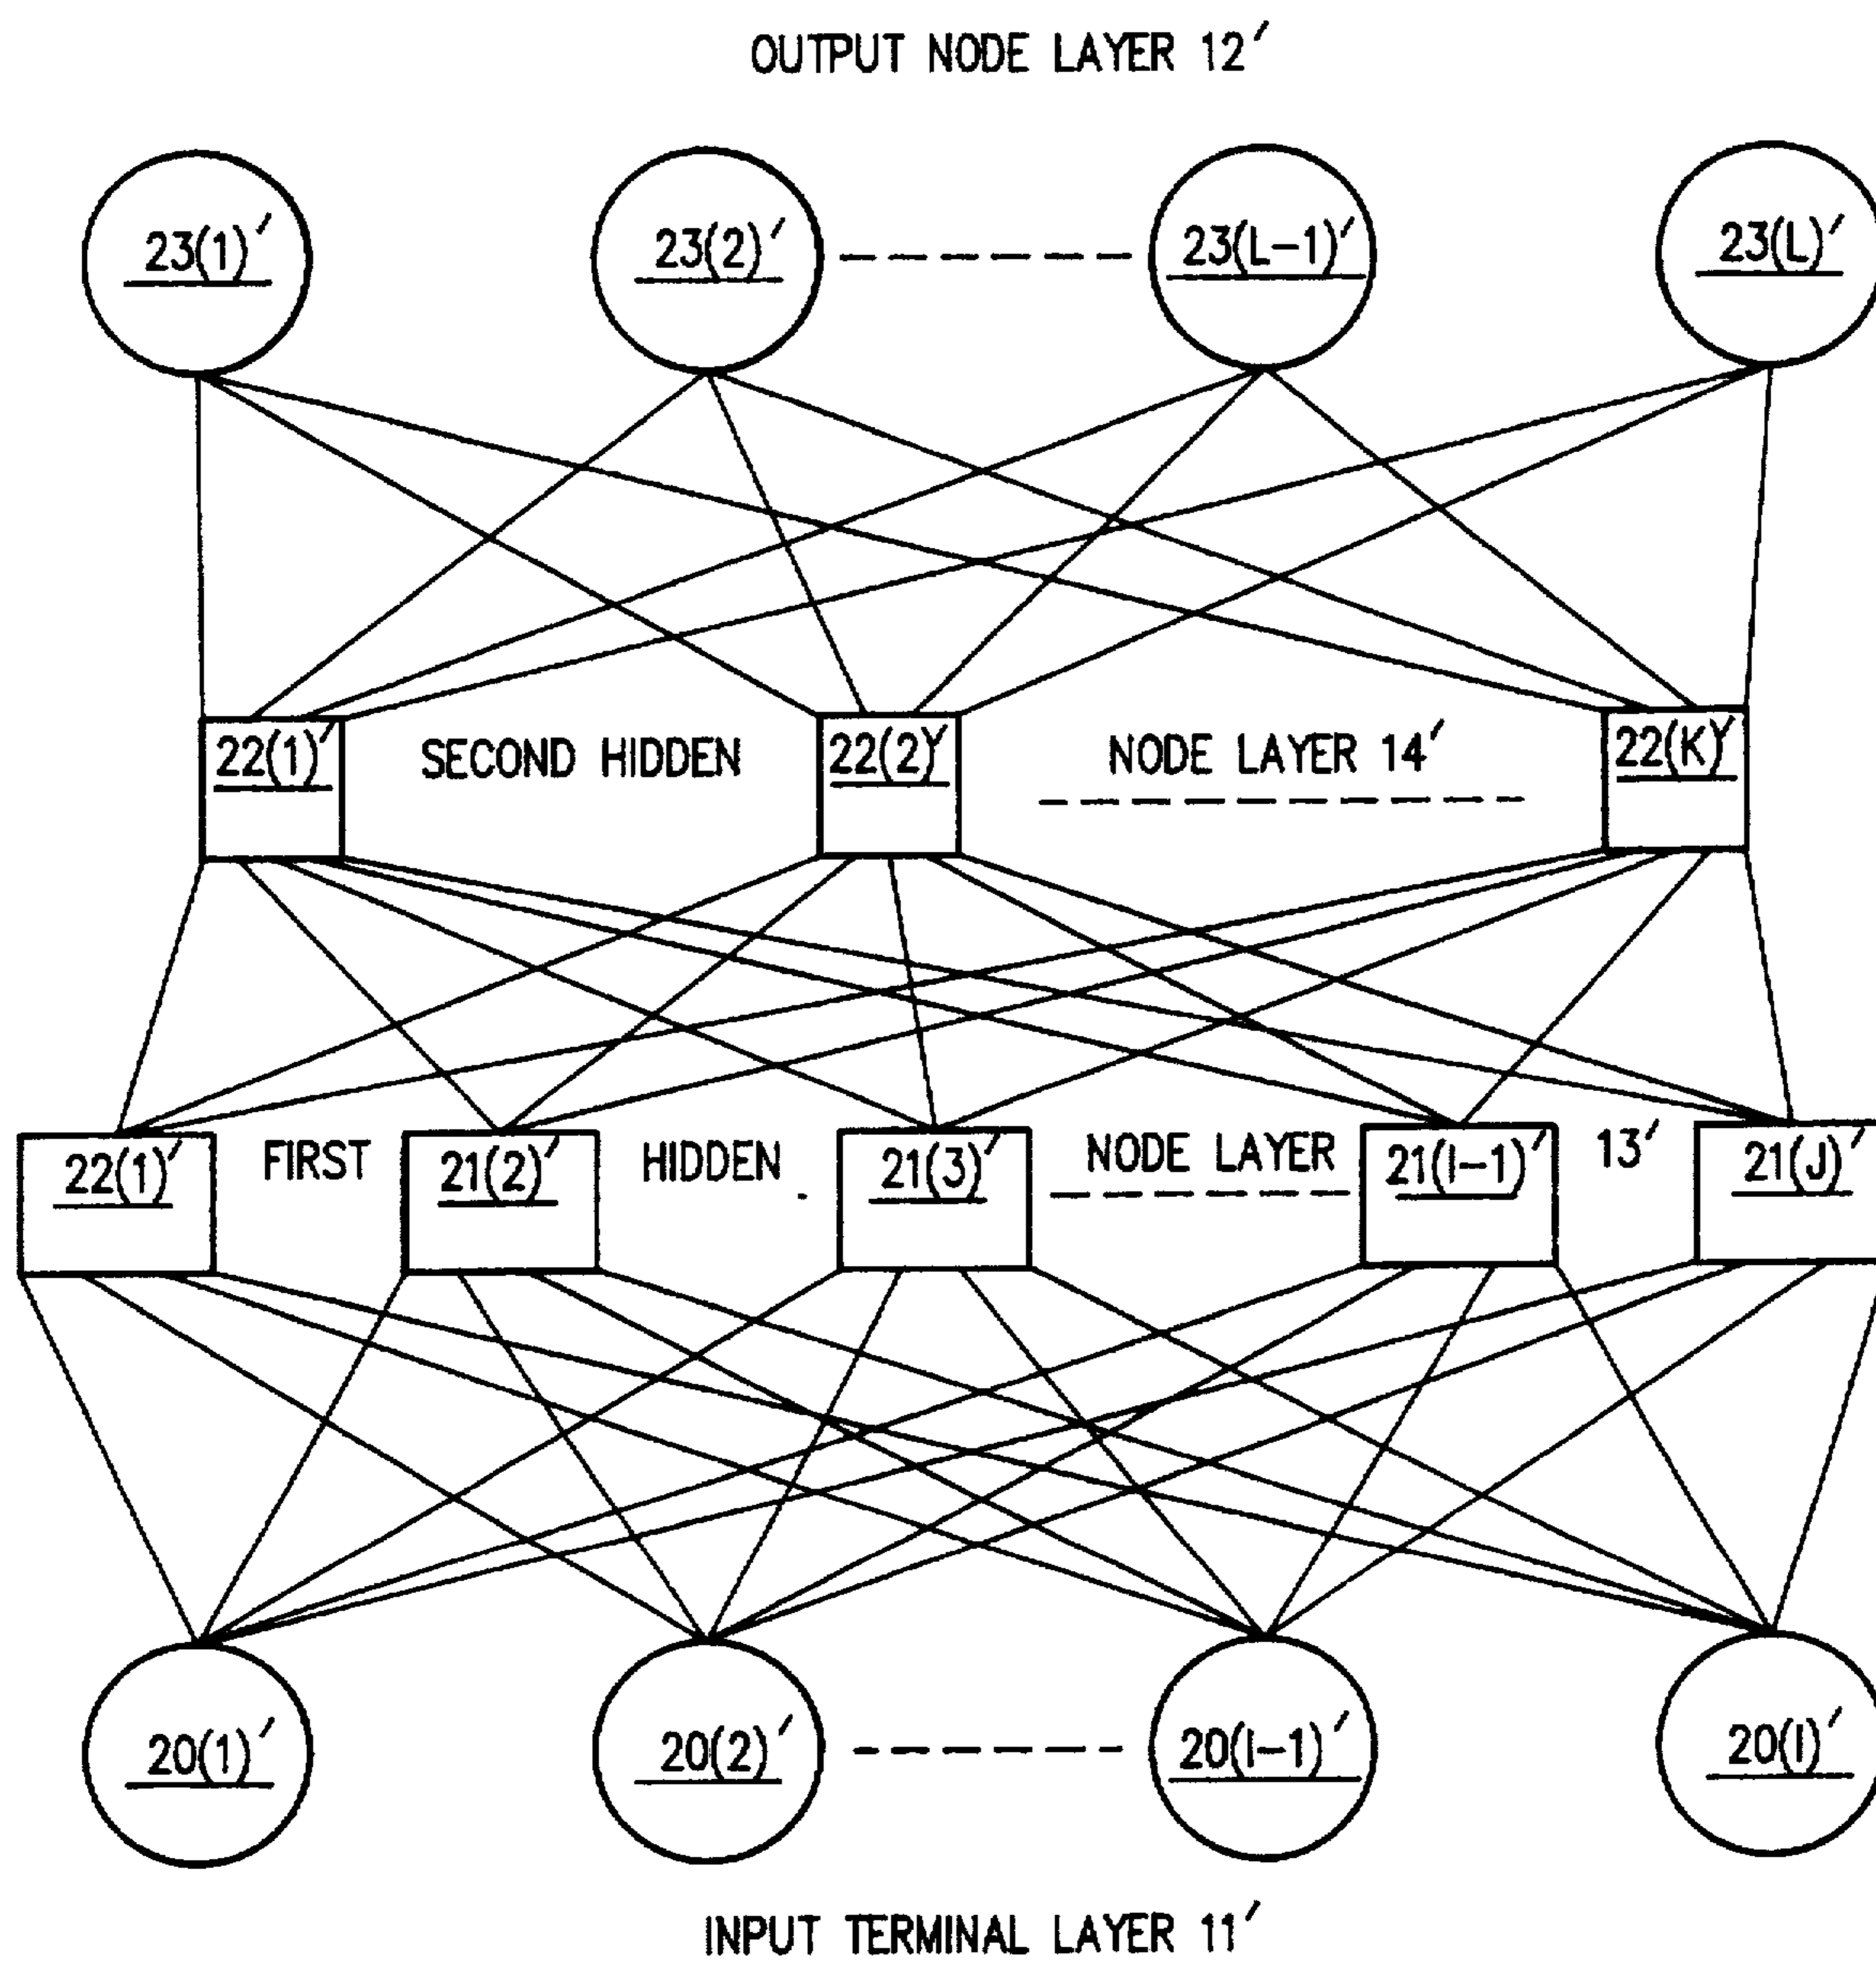 OUTPUT NODE LAYER 12′
23(1)′ 23(2)′ 23(L-1)′ 23(L)′
22(1)′ SECOND HIDDEN 22(2)′ NODE LAYER 14′ 22(K)′
22(1)′ FIRST 21(2)′ HIDDEN 21(3)′ NODE LAYER 21(I-1)′ 13′ 21(J)′
20(1)′ 20(2)′ 20(I-1)′ 20(I)′
INPUT TERMINAL LAYER 11′